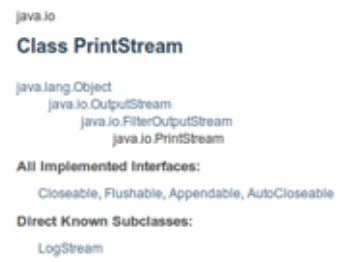 java.io
Class PrintStream
java.lang.Object
java.io.OutputStream
java.io.FilterOutputStream
java.io.PrintStream
All Implemented Interfaces:
Closeable, Flushable, Appendable, AutoCloseable
Direct Known Subclasses:
LogStream